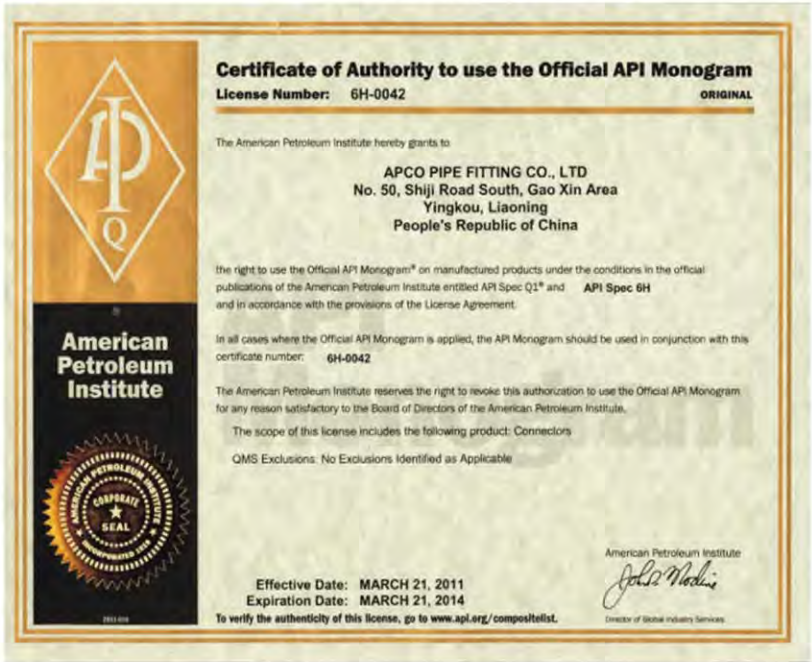 Certificate of Authority to use the Official API Monogram
License Number: 6H-0042
ORIGINAL
The American Petroleum Institute hereby grants to
APCO PIPE FITTING CO., LTD
No. 50, Shiji Road South, Gao Xin Area
Yingkou, Liaoning
People's Republic of China
the right to use the Official API Monogram® on manufactured products under the conditions in the official
publications of the American Petroleum Institute entitled API Spec Q1® and API Spec 6H
and in accordance with the provisions of the License Agreement.
In all cases where the Official API Monogram is applied, the API Monogram should be used in conjunction with this
certificate number: 6H-0042
The American Petroleum Institute reserves the right to revoke this authorization to use the Official API Monogram
for any reason satisfactory to the Board of Directors of the American Petroleum Institute.
The scope of this license includes the following product: Connectors
QMS Exclusions: No Exclusions Identified as Applicable
American Petroleum Institute
Effective Date: MARCH 21, 2011
Expiration Date: MARCH 21, 2014
To verify the authenticity of this license, go to www.api.org/compositelist.
Director of Global Industry Services
API
Q
®
American
Petroleum
Institute
AMERICAN PETROLEUM INSTITUTE
CORPORATE
SEAL
INCORPORATED 1919